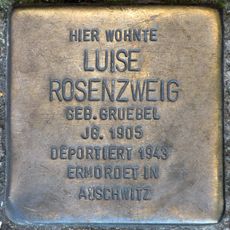 HIER WOHNTE
LUISE
ROSENZWEIG
GEB. GRUEBEL
JG. 1905
DEPORTIERT 1943
ERMORDET IN
AUSCHWITZ